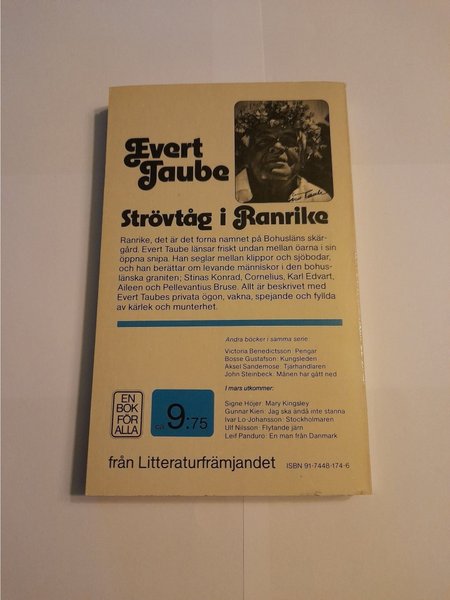 Evert
Taube
Evert Taube
Strövtåg i Ranrike
Ranrike, det är det forna namnet på Bohusläns skär-
gård. Evert Taube länsar friskt undan mellan öarna i sin
öppna snipa. Han seglar mellan klippor och sjöbodar,
och han berättar om levande människor i den bohus-
länska graniten; Stinas Konrad, Cornelius, Karl Edvart,
Aileen och Pellevantius Bruse. Allt är beskrivet med
Evert Taubes privata ögon, vakna, spejande och fyllda
av kärlek och munterhet.
Andra böcker i samma serie:
Victoria Benedictsson: Pengar
Bosse Gustafson: Kungsleden
Aksel Sandemose: Tjärhandlaren
John Steinbeck: Månen har gått ned
I mars utkommer:
Signe Höjer: Mary Kingsley
Gunnar Kieri: Jag ska ändå inte stanna
Ivar Lo-Johansson: Stockholmaren
Ulf Nilsson: Flytande järn
Leif Panduro: En man från Danmark
EN
BOK
FÖR
ALLA
ca 9:75
från Litteraturfrämjandet
ISBN 91-7448-174-6